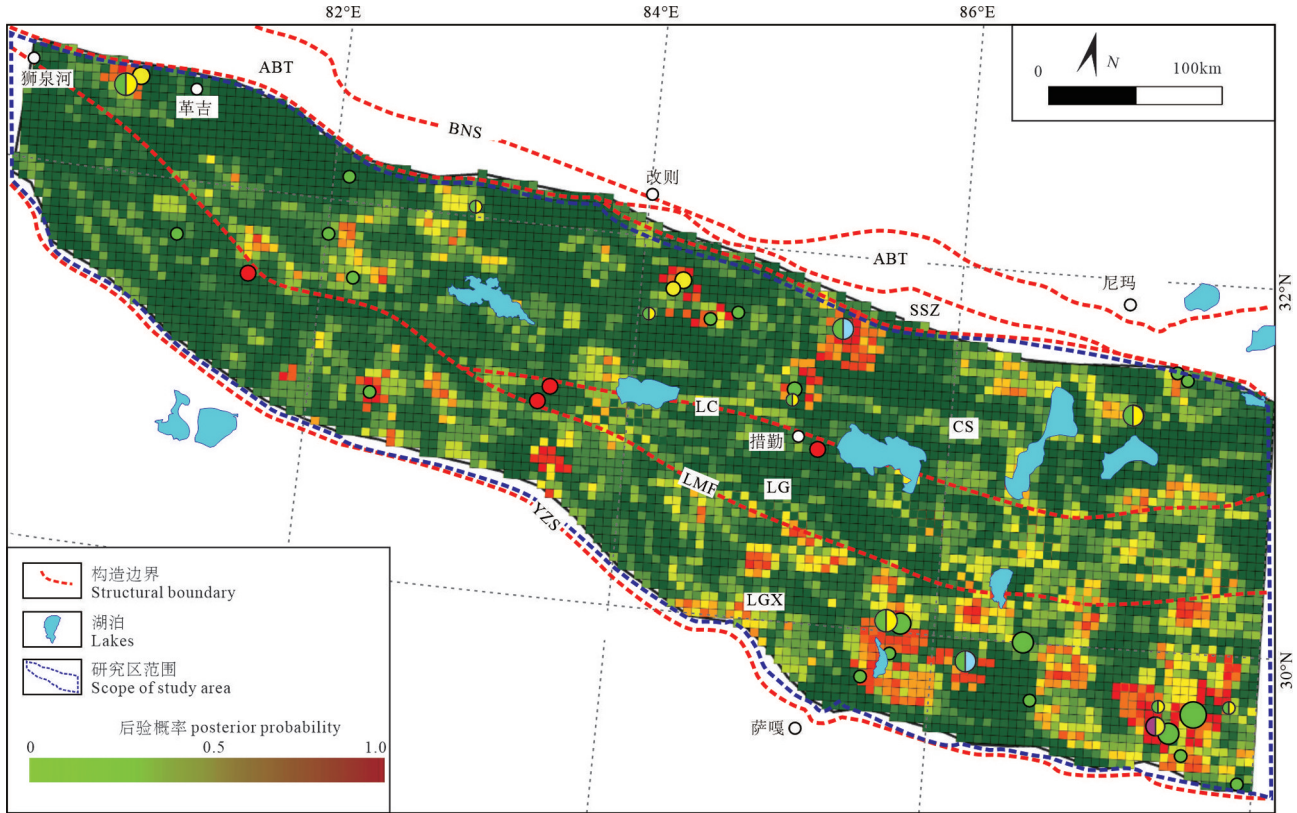 82°E
84°E
86°E
ABT
0
N
100km
狮泉河
革吉
BNS
改则
ABT
尼玛
32°N
SSZ
LC
CS
措勤
LMF
LG
YZS
LGX
30°N
萨嘎
构造边界
Structural boundary
湖泊
Lakes
研究区范围
Scope of study area
后验概率 posterior probability
0
0.5
1.0